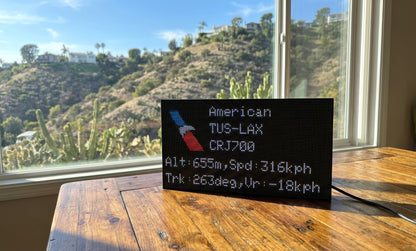 American
TUS-LAX
CRJ700
Alt:655m,Spd:316kph
Trk:263deg,Vr:-18kph